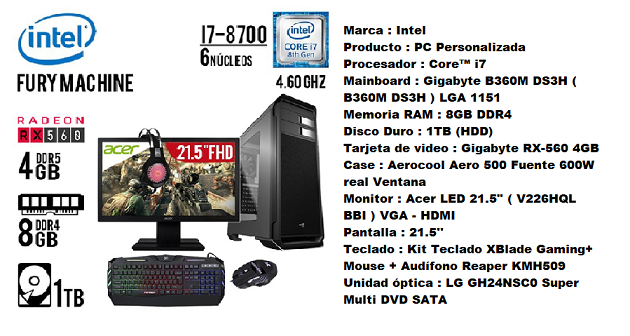 intel
FURY MACHINE
I7-8700
6 NÚCLEOS
intel
CORE i7
8th Gen
4.60 GHZ
RADEON
RX 560
4 DDR5 GB
8 DDR4 GB
1TB
acer
21.5" FHD
acer
Marca : Intel
Producto : PC Personalizada
Procesador : Core™ i7
Mainboard : Gigabyte B360M DS3H (
B360M DS3H ) LGA 1151
Memoria RAM : 8GB DDR4
Disco Duro : 1TB (HDD)
Tarjeta de video : Gigabyte RX-560 4GB
Case : Aerocool Aero 500 Fuente 600W
real Ventana
Monitor : Acer LED 21.5" ( V226HQL
BBI ) VGA - HDMI
Pantalla : 21.5"
Teclado : Kit Teclado XBlade Gaming+
Mouse + Audífono Reaper KMH509
Unidad óptica : LG GH24NSC0 Super
Multi DVD SATA